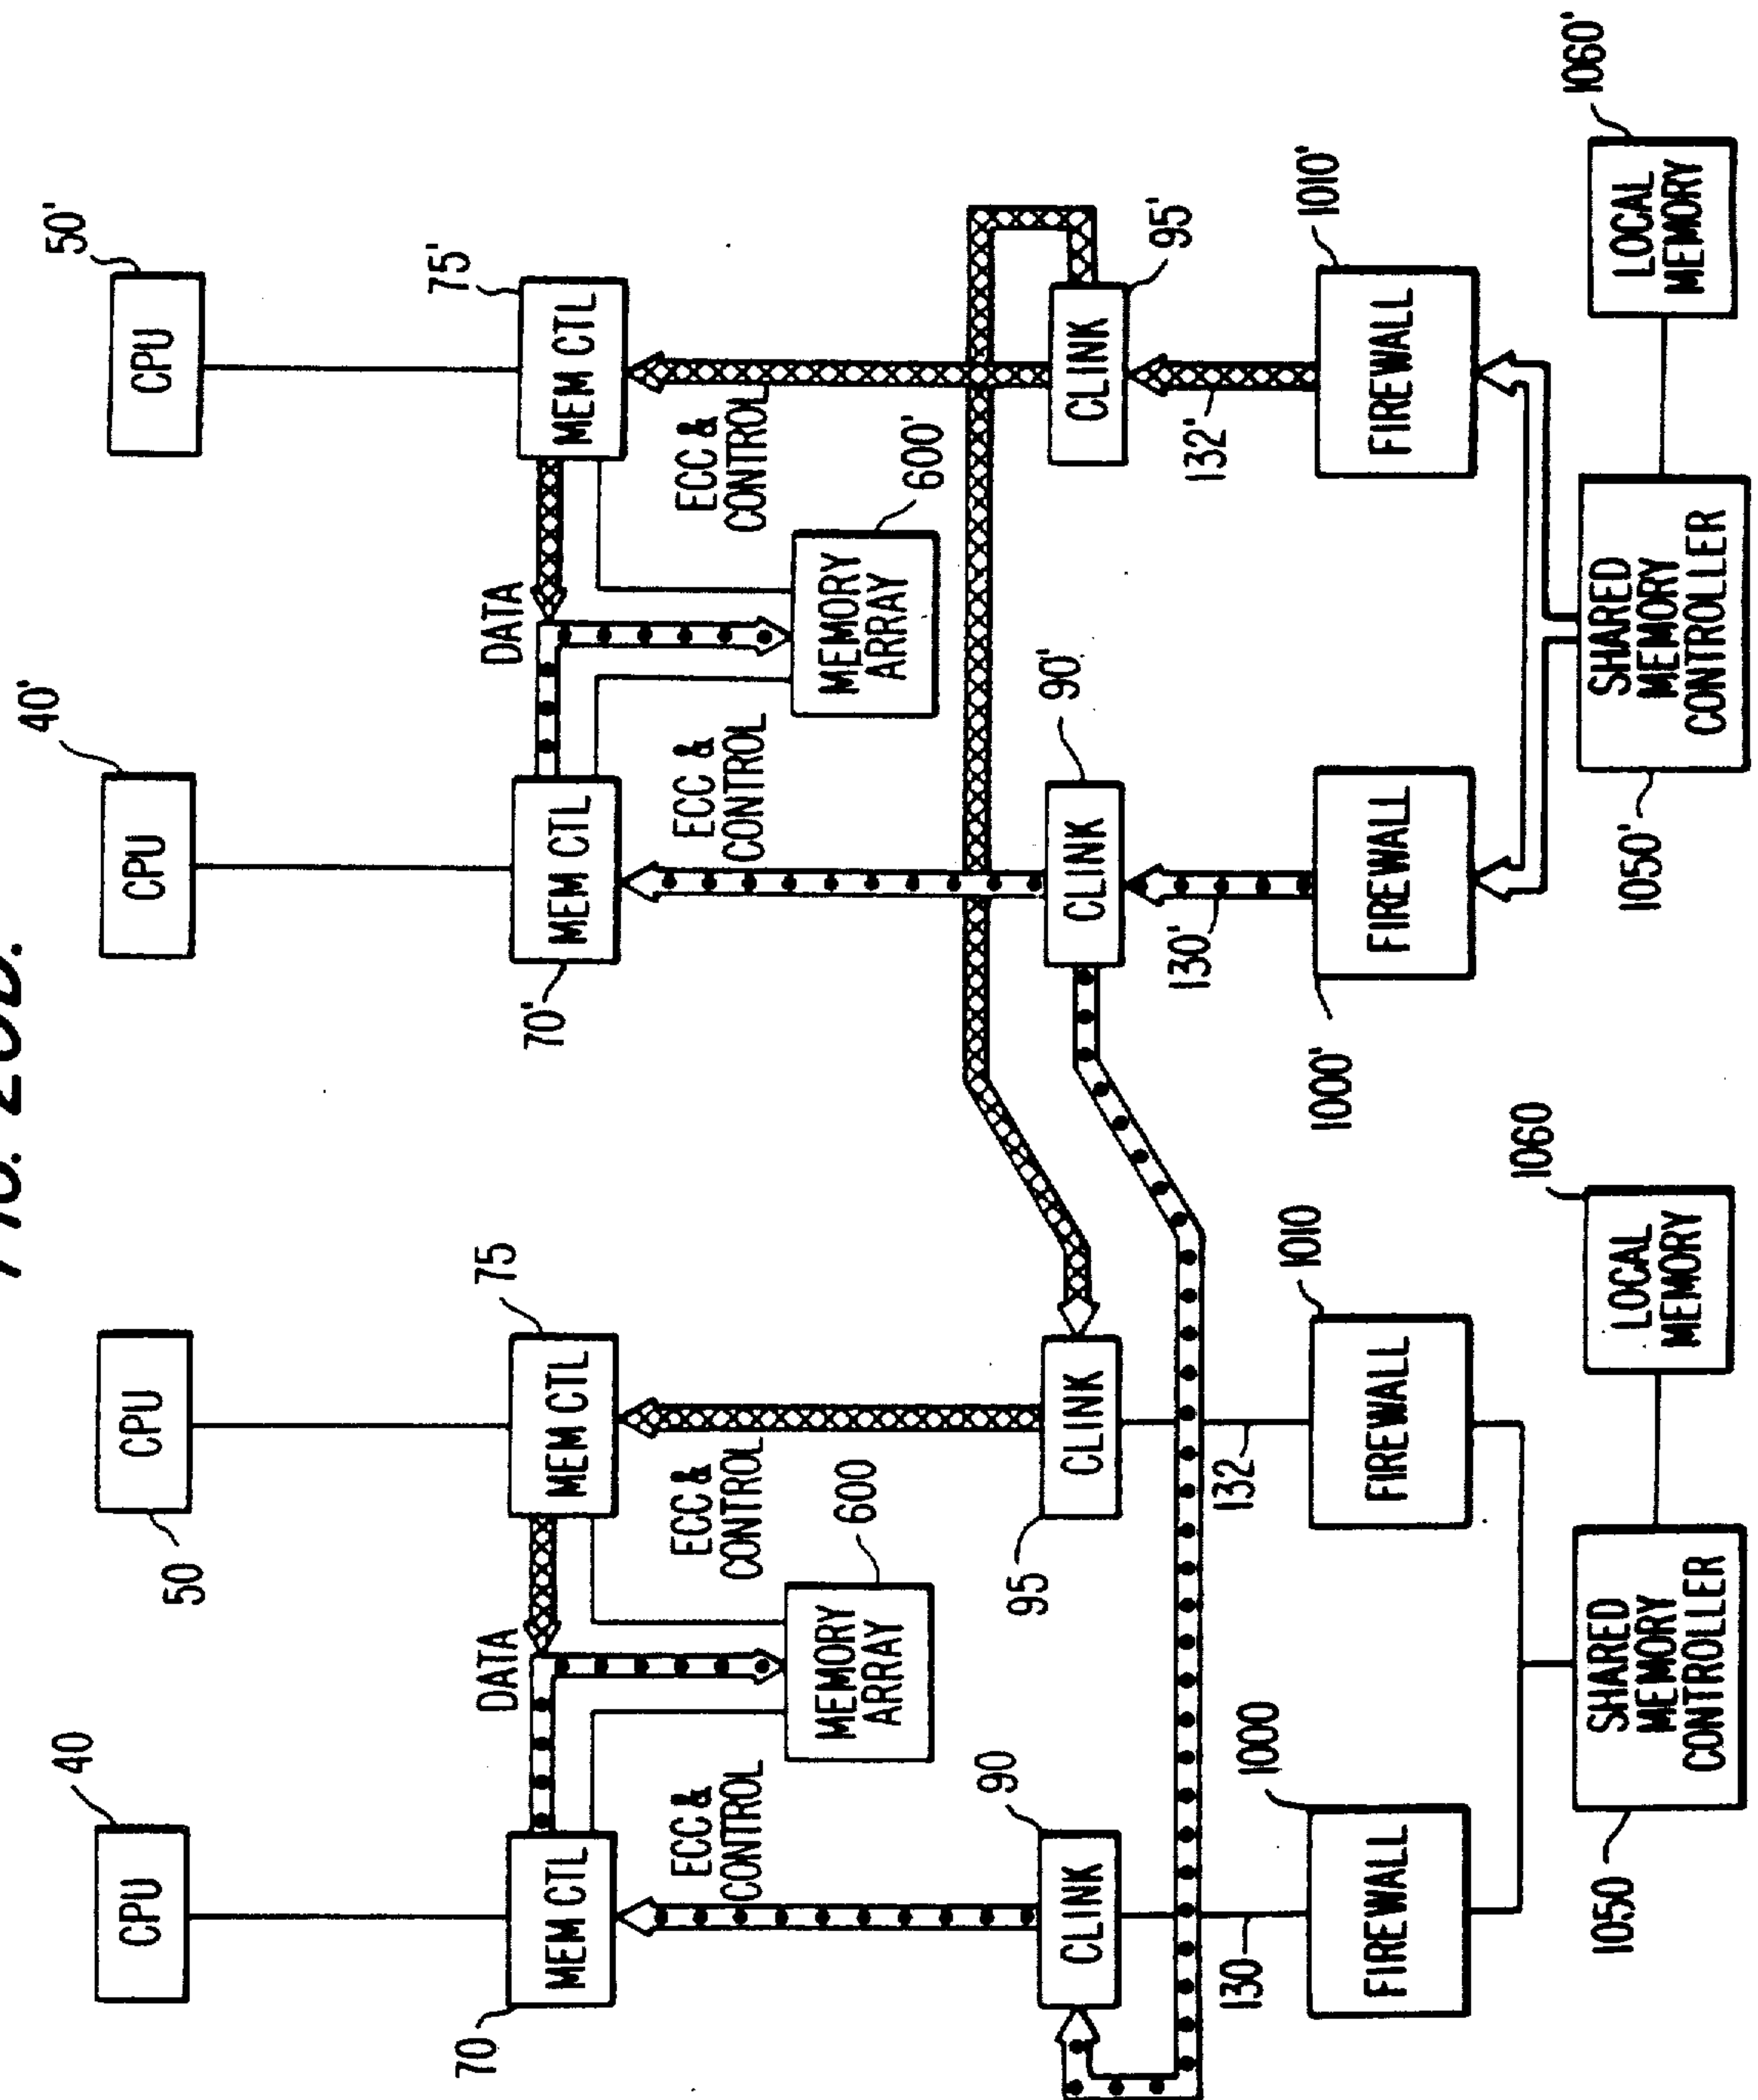 FIG.
40
CPU
50
CPU
40'
CPU
50'
CPU
70
MEM CTL
DATA
75
MEM CTL
70'
MEM CTL
DATA
75'
MEM CTL
ECC &
CONTROL
MEMORY
ARRAY
600
ECC &
CONTROL
ECC &
CONTROL
MEMORY
ARRAY
600'
ECC &
CONTROL
90
CLINK
95
CLINK
90'
CLINK
95'
CLINK
130
132
130'
132'
1000
FIREWALL
1010
FIREWALL
1000'
FIREWALL
1010'
FIREWALL
1050
SHARED
MEMORY
CONTROLLER
1060
LOCAL
MEMORY
1050'
SHARED
MEMORY
CONTROLLER
1060'
LOCAL
MEMORY